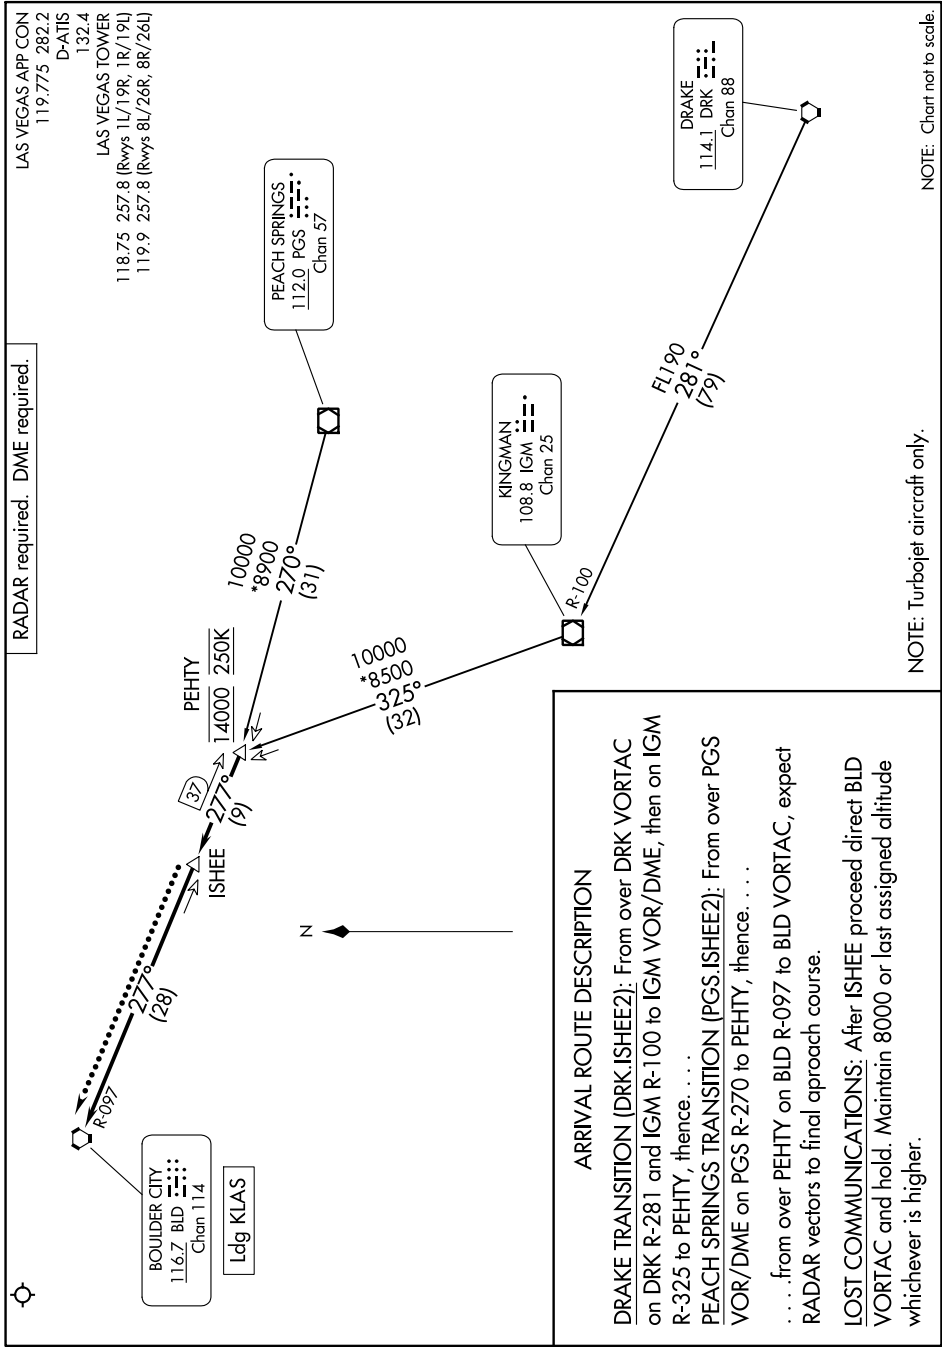 LAS VEGAS APP CON
119.775 282.2
D-ATIS
132.4
LAS VEGAS TOWER
118.75 257.8 (Rwys 1L/19R, 1R/19L)
119.9 257.8 (Rwys 8L/26R, 8R/26L)
RADAR required. DME required.
PEACH SPRINGS
112.0 PGS
Chan 57
DRAKE
114.1 DRK
Chan 88
KINGMAN
108.8 IGM
Chan 25
BOULDER CITY
116.7 BLD
Chan 114
Ldg KLAS
R-097
277°
(28)
ISHEE
37
277°
(9)
PEHTY
14000 250K
10000
*8900
270°
(31)
10000
*8500
325°
(32)
R-100
FL190
281°
(79)
N
NOTE: Turbojet aircraft only.
NOTE: Chart not to scale.
ARRIVAL ROUTE DESCRIPTION
DRAKE TRANSITION (DRK.ISHEE2): From over DRK VORTAC
on DRK R-281 and IGM R-100 to IGM VOR/DME, then on IGM
R-325 to PEHTY, thence. . . .
PEACH SPRINGS TRANSITION (PGS.ISHEE2): From over PGS
VOR/DME on PGS R-270 to PEHTY, thence. . . .
. . . .from over PEHTY on BLD R-097 to BLD VORTAC, expect
RADAR vectors to final aproach course.
LOST COMMUNICATIONS: After ISHEE proceed direct BLD
VORTAC and hold. Maintain 8000 or last assigned altitude
whichever is higher.